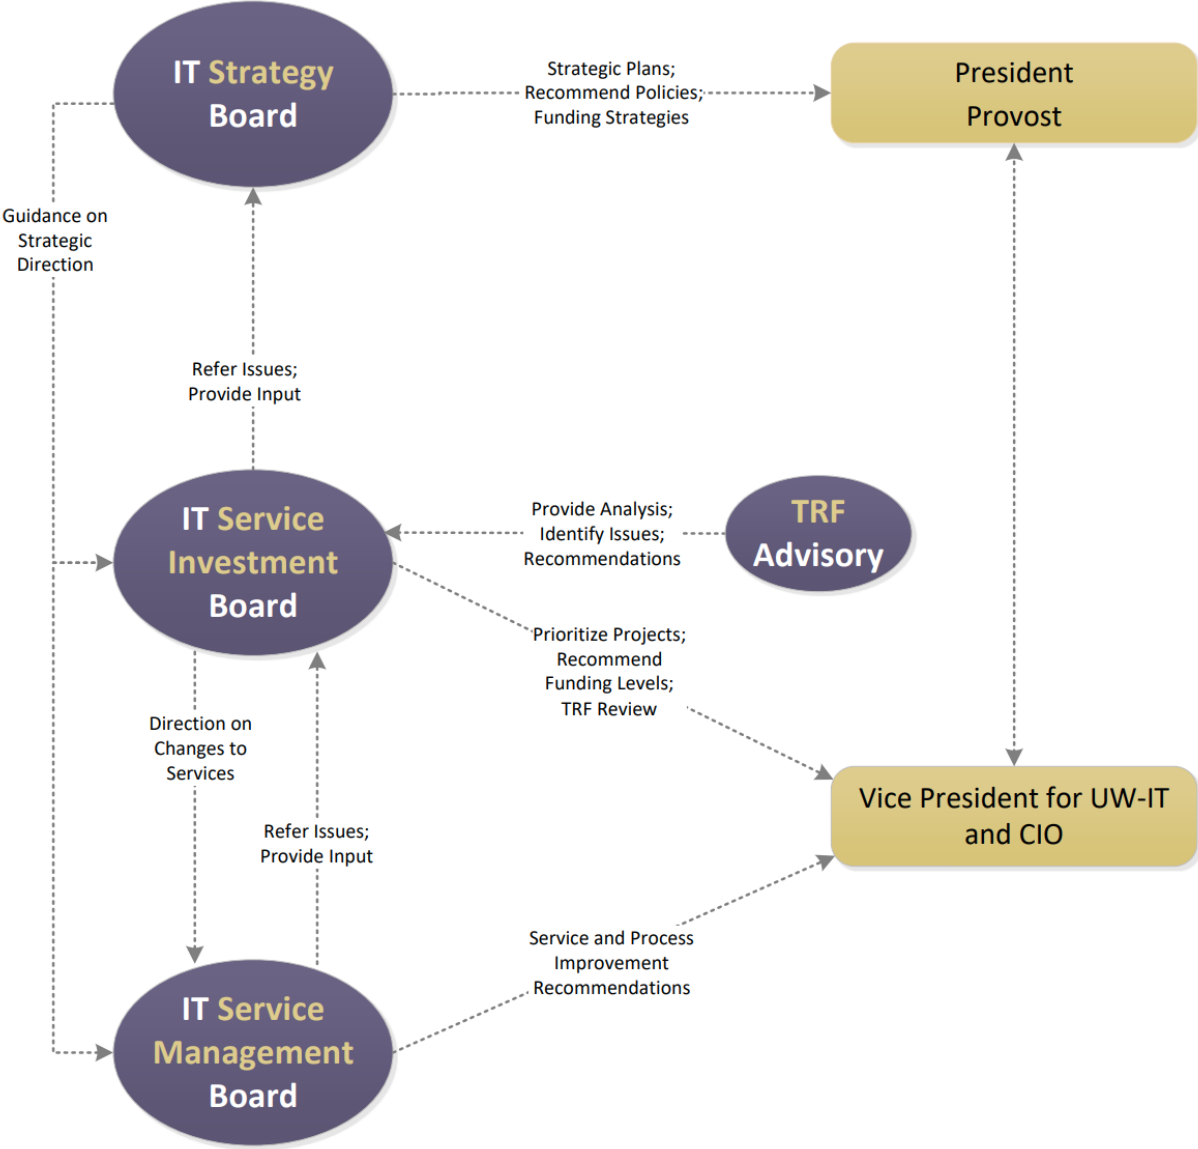 IT Strategy
Board
Strategic Plans;
Recommend Policies;
Funding Strategies
President
Provost
Guidance on
Strategic
Direction
Refer Issues;
Provide Input
IT Service
Investment
Board
Provide Analysis;
Identify Issues;
Recommendations
TRF
Advisory
Prioritize Projects;
Recommend
Funding Levels;
TRF Review
Direction on
Changes to
Services
Refer Issues;
Provide Input
Vice President for UW-IT
and CIO
Service and Process
Improvement
Recommendations
IT Service
Management
Board